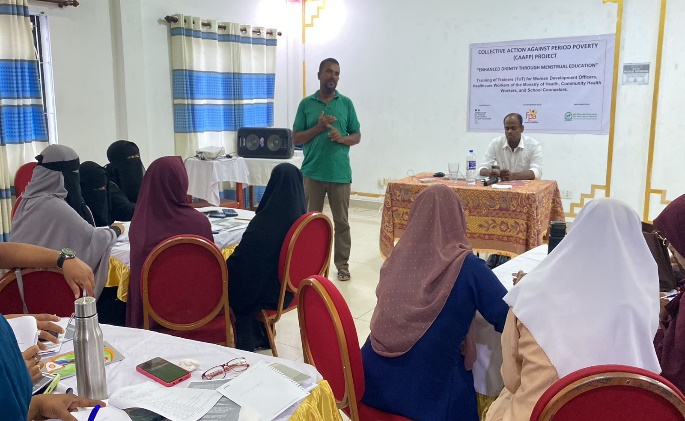 COLLECTIVE ACTION AGAINST PERIOD POVERTY
(CAAPP) PROJECT
"ENHANCED DIGNITY THROUGH MENSTRUAL EDUCATION"
Training of Trainers (ToT) for Women Development Officers,
Healthcare Workers of the Ministry of Health, Community Health
Workers, and School Counselors.
fpa